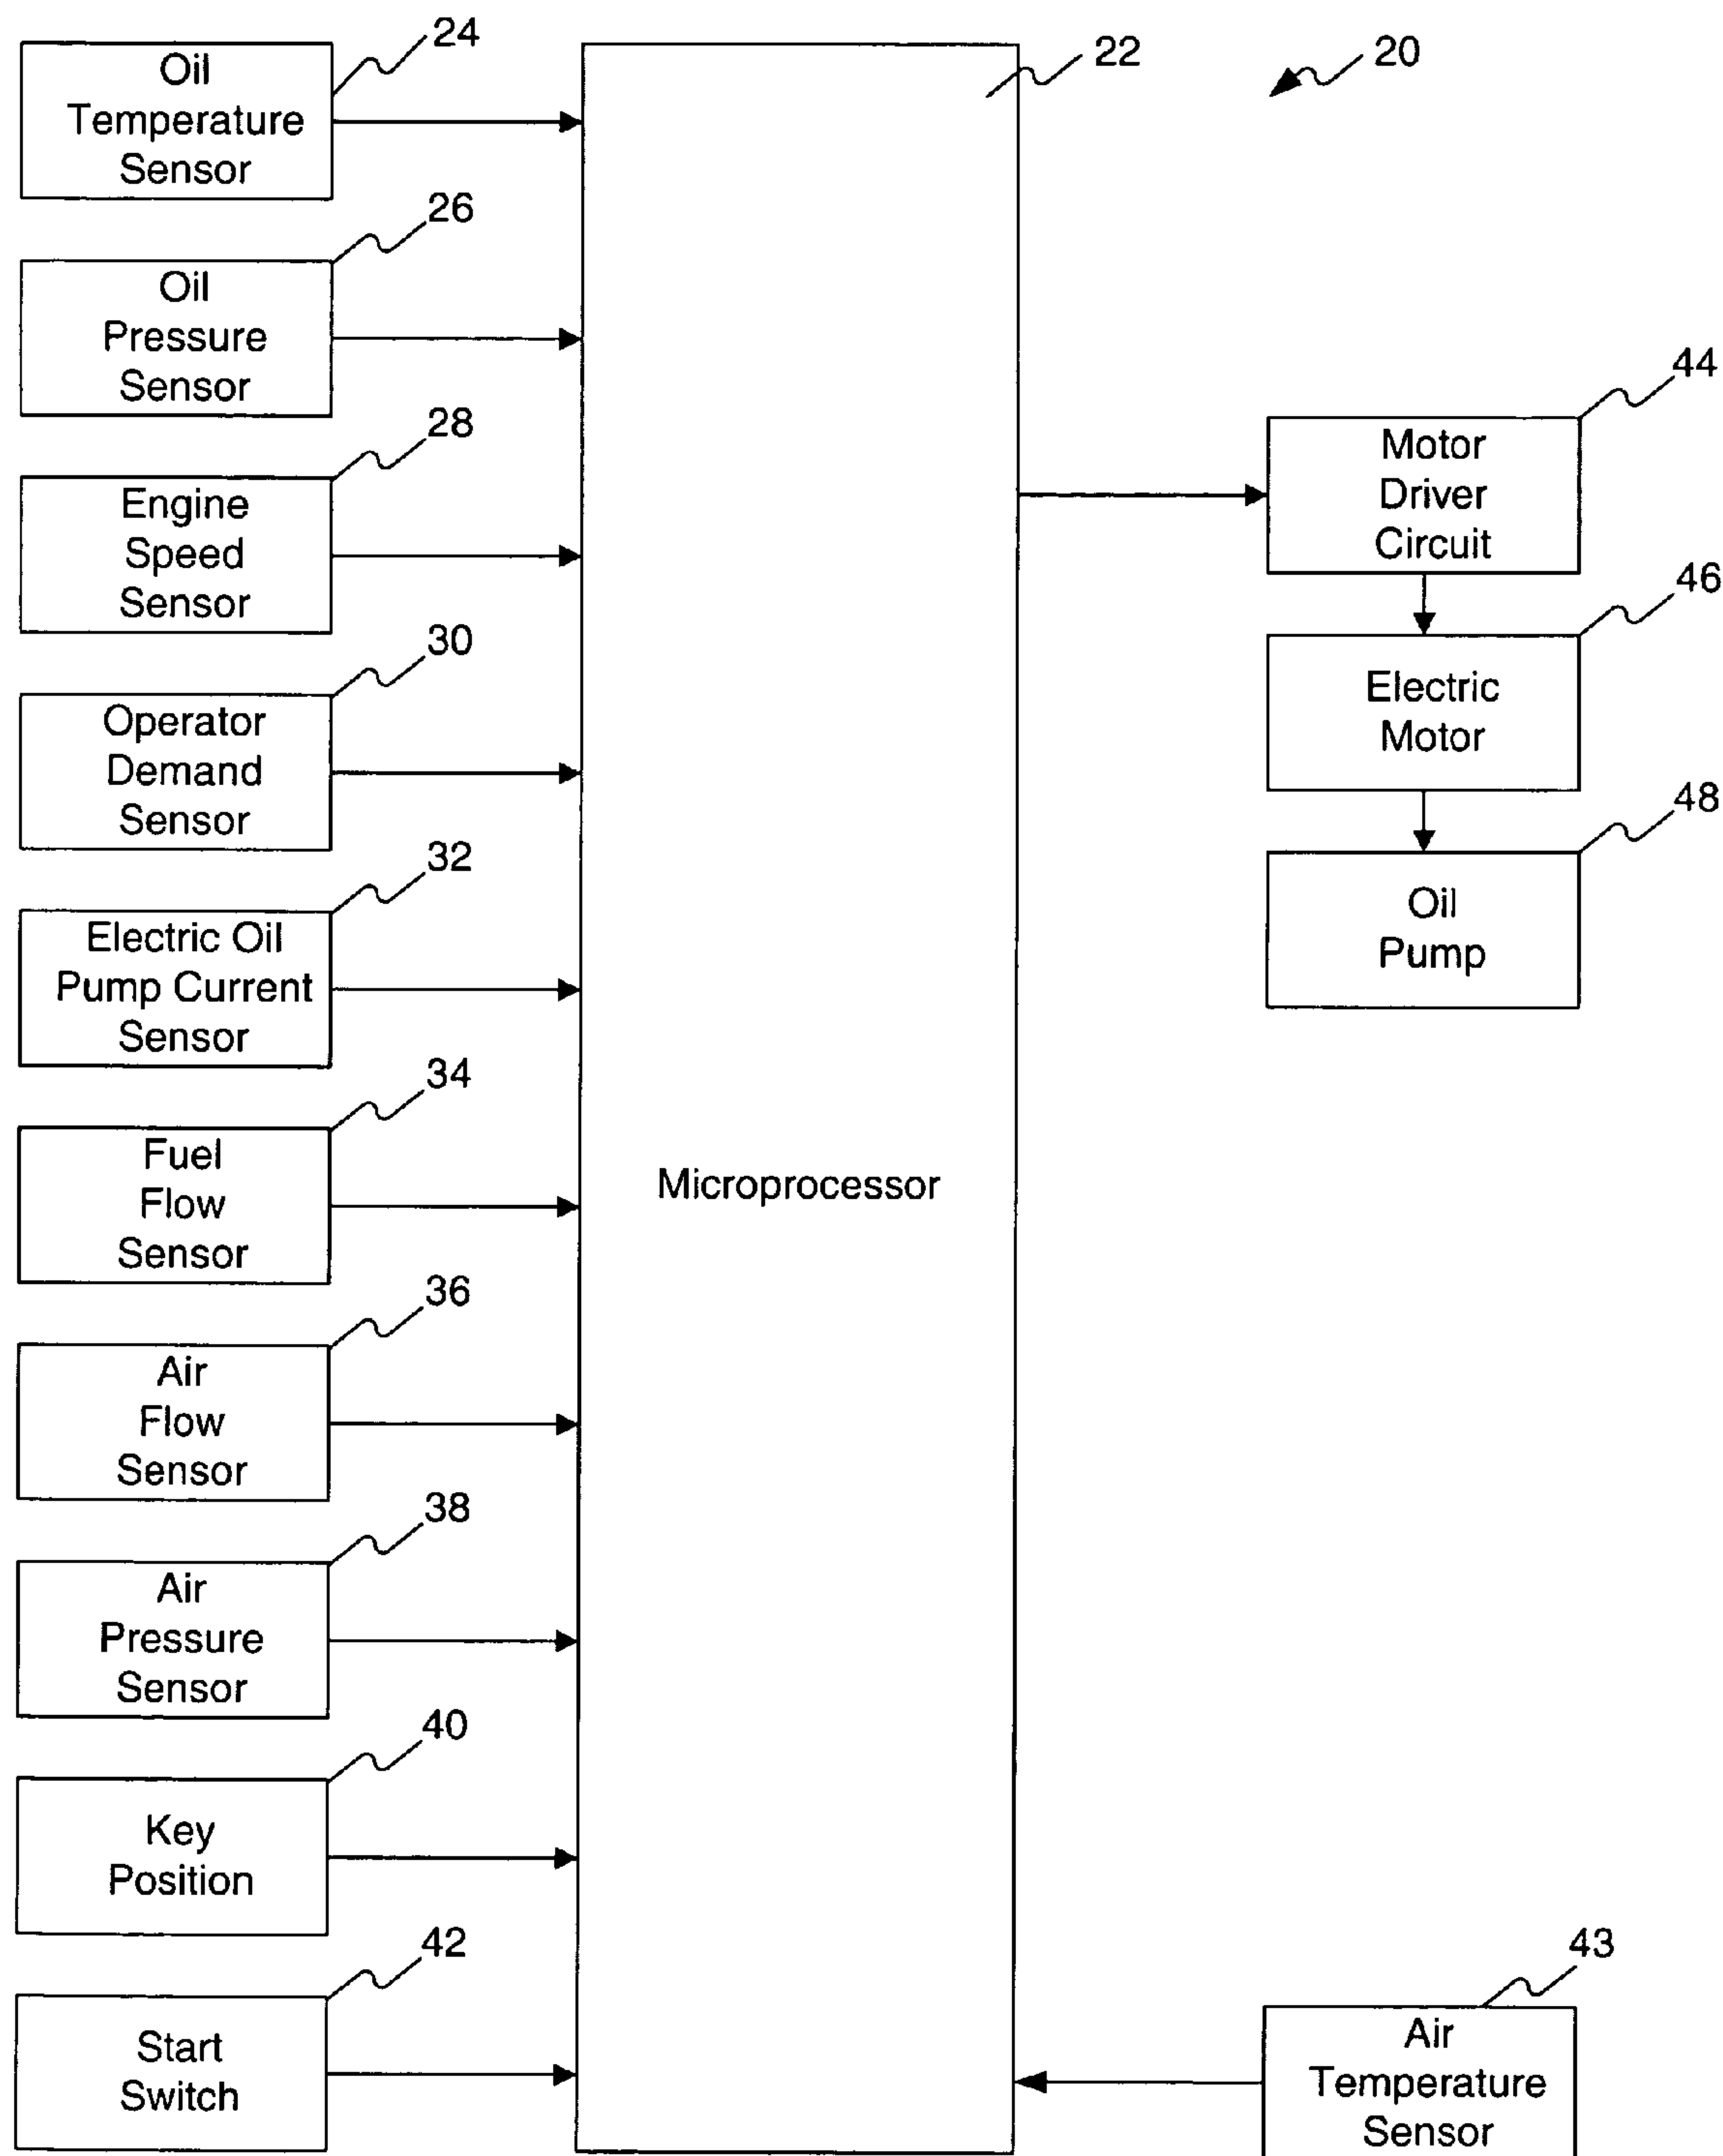 24
Oil
Temperature
Sensor
26
Oil
Pressure
Sensor
28
Engine
Speed
Sensor
30
Operator
Demand
Sensor
32
Electric Oil
Pump Current
Sensor
34
Fuel
Flow
Sensor
36
Air
Flow
Sensor
38
Air
Pressure
Sensor
40
Key
Position
42
Start
Switch
22
Microprocessor
20
44
Motor
Driver
Circuit
46
Electric
Motor
48
Oil
Pump
43
Air
Temperature
Sensor